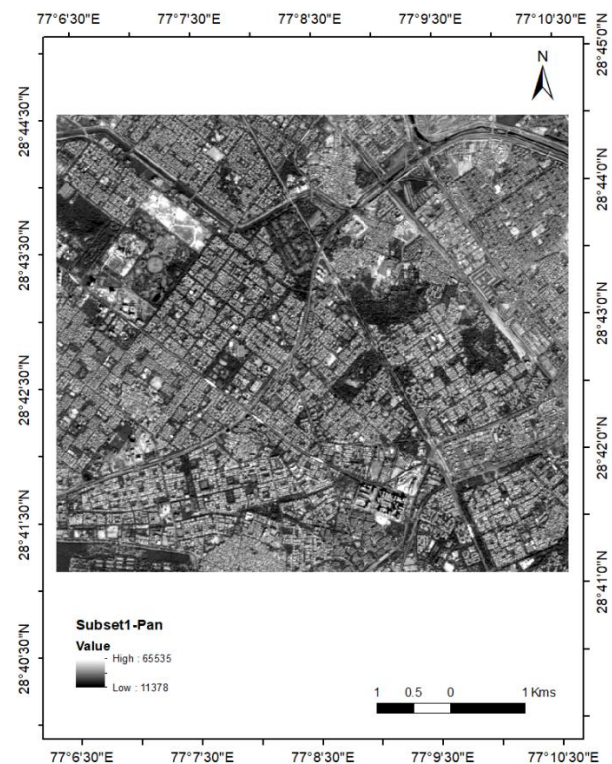 77°6'30"E 77°7'30"E 77°8'30"E 77°9'30"E 77°10'30"E
28°45'0"N
N
28°44'30"N
28°44'0"N
28°43'30"N
28°43'0"N
28°42'30"N
28°42'0"N
28°41'30"N
28°41'0"N
28°40'30"N
Subset1-Pan
Value
High : 65535
Low : 11378
1 0.5 0 1 Kms
77°6'30"E 77°7'30"E 77°8'30"E 77°9'30"E 77°10'30"E